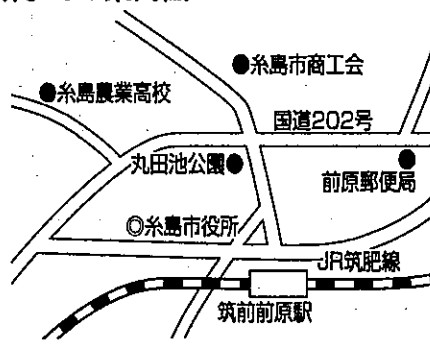 糸島市商工会
糸島農業高校
国道202号
丸田池公園
前原郵便局
◎糸島市役所
JR筑肥線
筑前前原駅